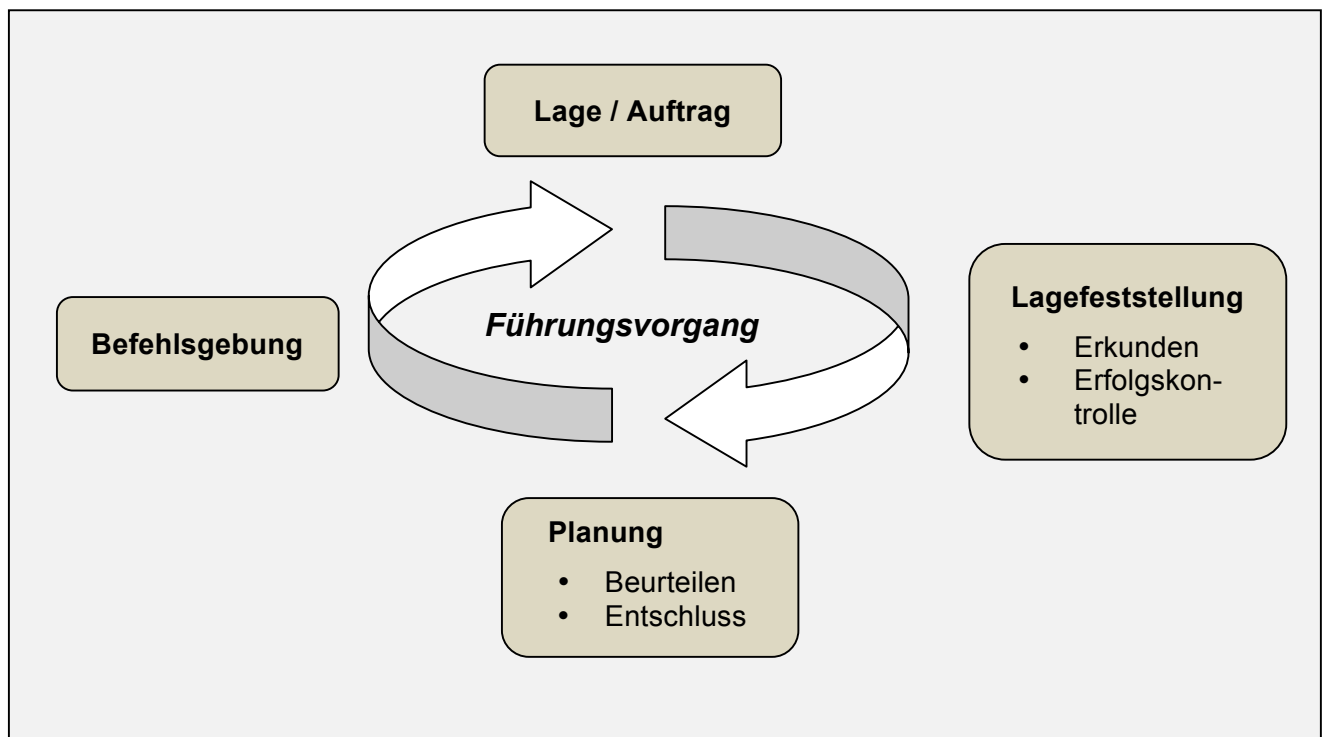 Lage / Auftrag
Lagefeststellung
• Erkunden
• Erfolgskon-
trolle
Führungsvorgang
Befehlsgebung
Planung
• Beurteilen
• Entschluss